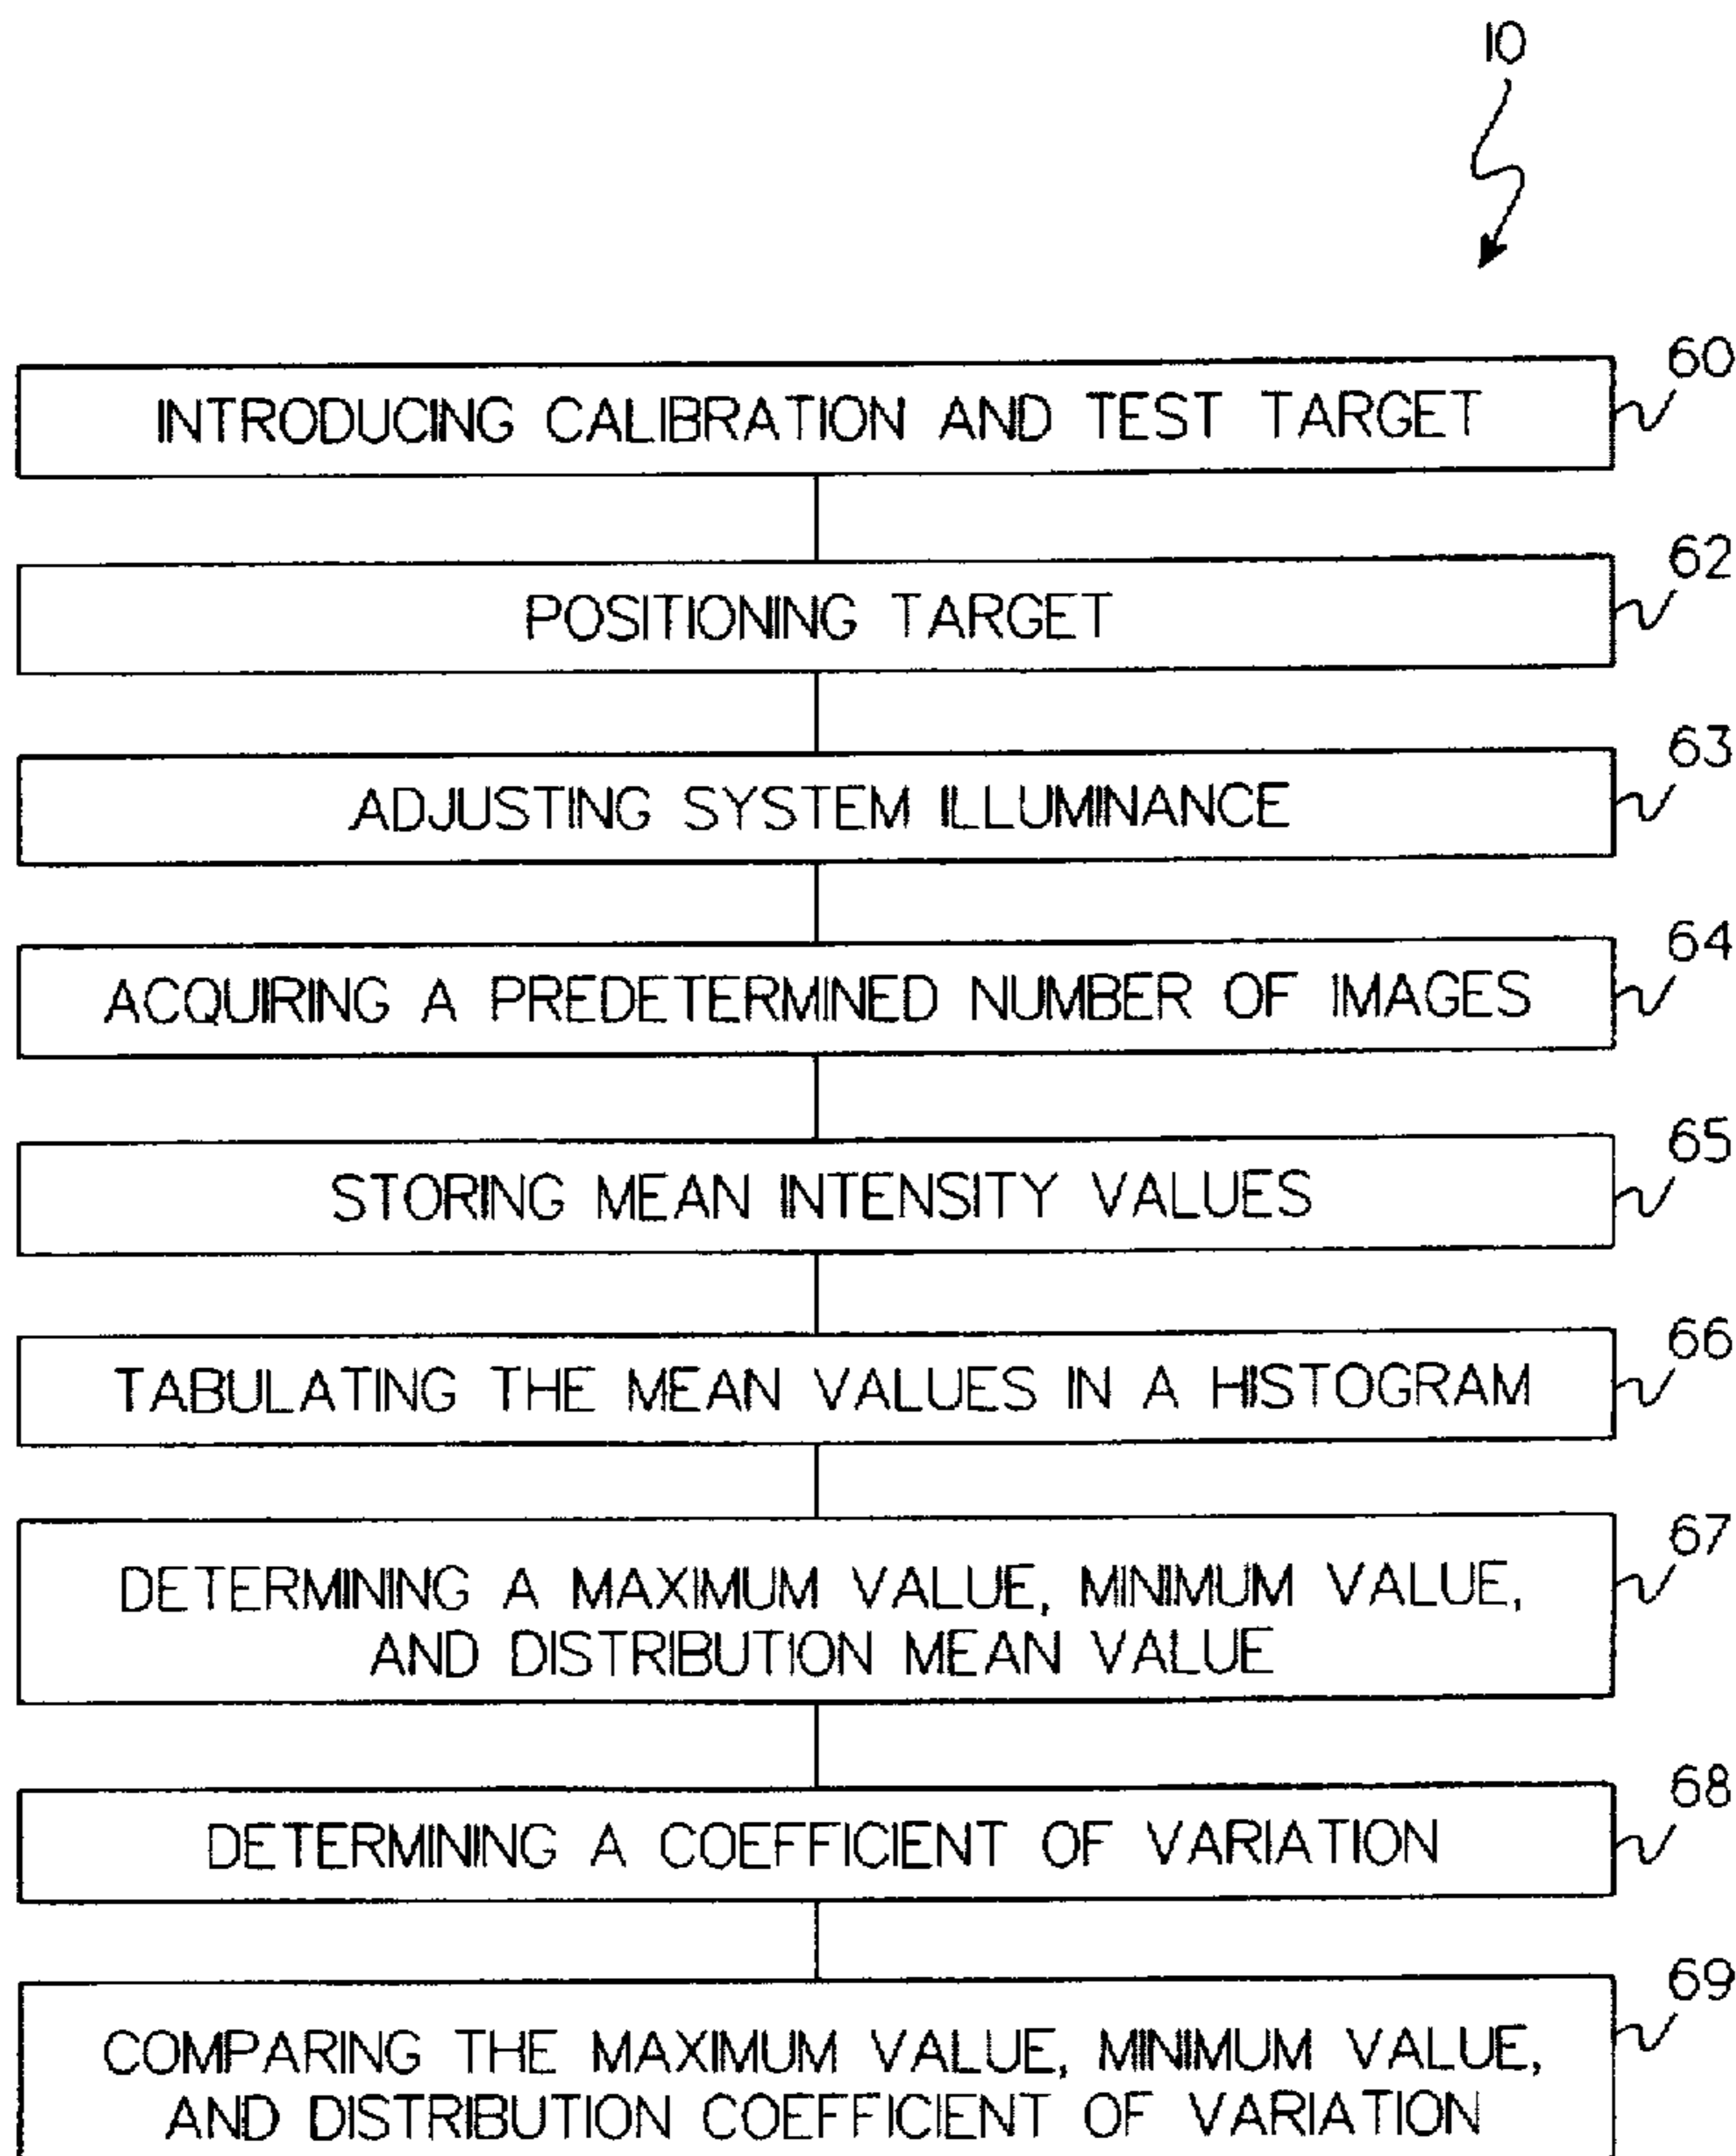 10
INTRODUCING CALIBRATION AND TEST TARGET 60
POSITIONING TARGET 62
ADJUSTING SYSTEM ILLUMINANCE 63
ACQUIRING A PREDETERMINED NUMBER OF IMAGES 64
STORING MEAN INTENSITY VALUES 65
TABULATING THE MEAN VALUES IN A HISTOGRAM 66
DETERMINING A MAXIMUM VALUE, MINIMUM VALUE, 67
AND DISTRIBUTION MEAN VALUE
DETERMINING A COEFFICIENT OF VARIATION 68
COMPARING THE MAXIMUM VALUE, MINIMUM VALUE, 69
AND DISTRIBUTION COEFFICIENT OF VARIATION